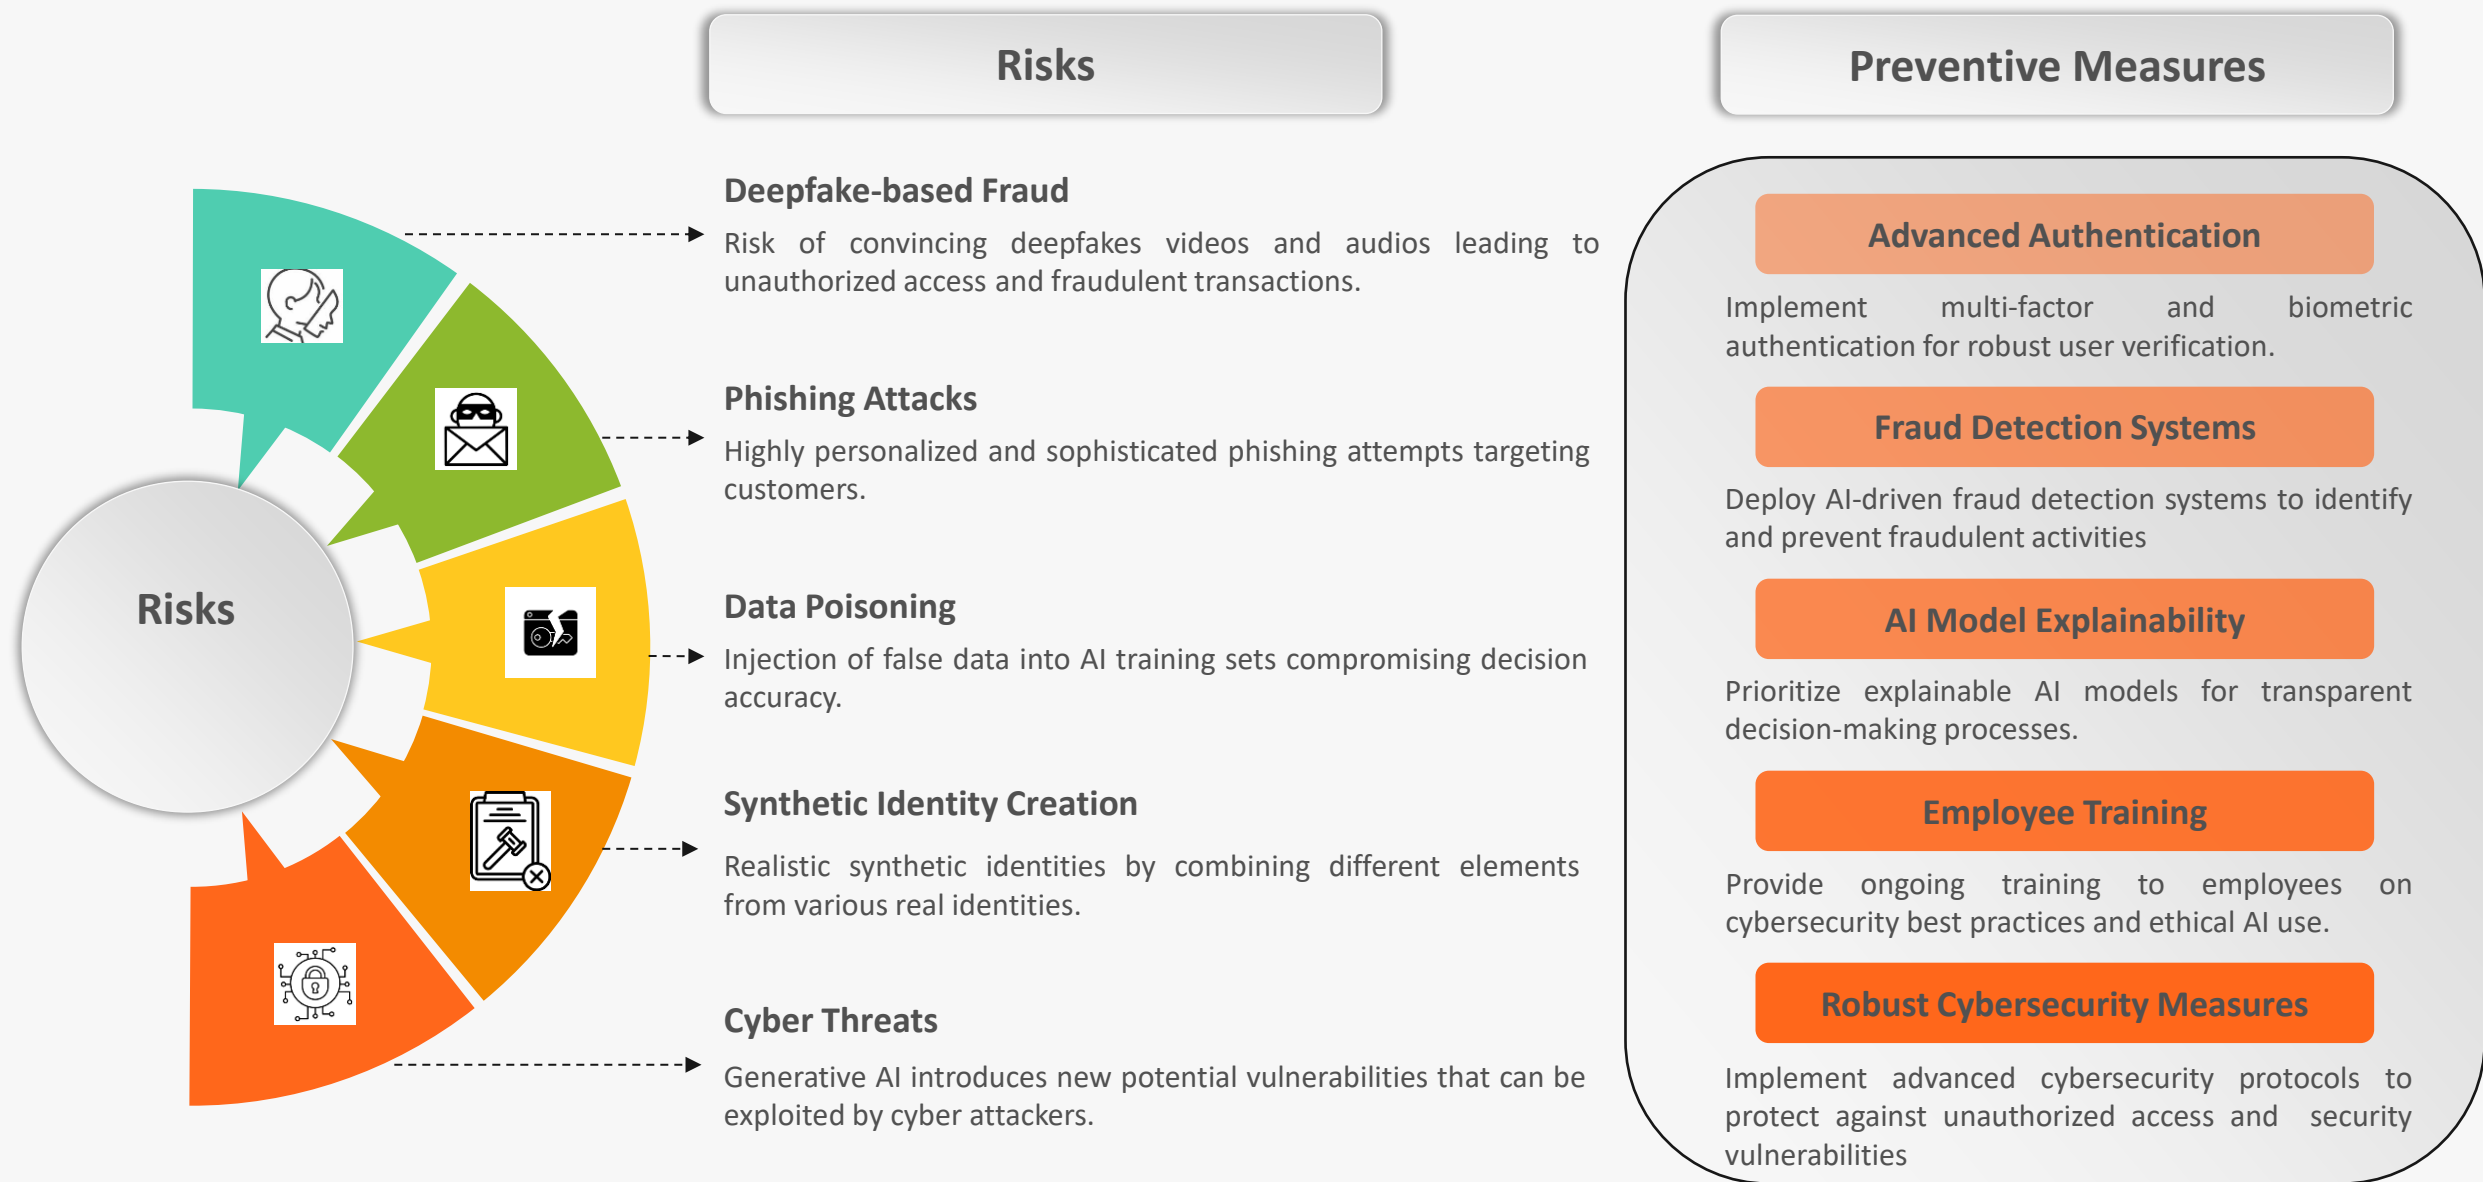 Risks
Preventive Measures
Risks
Deepfake-based Fraud
Risk of convincing deepfakes videos and audios leading to
unauthorized access and fraudulent transactions.
Phishing Attacks
Highly personalized and sophisticated phishing attempts targeting
customers.
Data Poisoning
Injection of false data into AI training sets compromising decision
accuracy.
Synthetic Identity Creation
Realistic synthetic identities by combining different elements
from various real identities.
Cyber Threats
Generative AI introduces new potential vulnerabilities that can be
exploited by cyber attackers.
Advanced Authentication
Implement multi-factor and biometric
authentication for robust user verification.
Fraud Detection Systems
Deploy AI-driven fraud detection systems to identify
and prevent fraudulent activities
AI Model Explainability
Prioritize explainable AI models for transparent
decision-making processes.
Employee Training
Provide ongoing training to employees on
cybersecurity best practices and ethical AI use.
Robust Cybersecurity Measures
Implement advanced cybersecurity protocols to
protect against unauthorized access and security
vulnerabilities